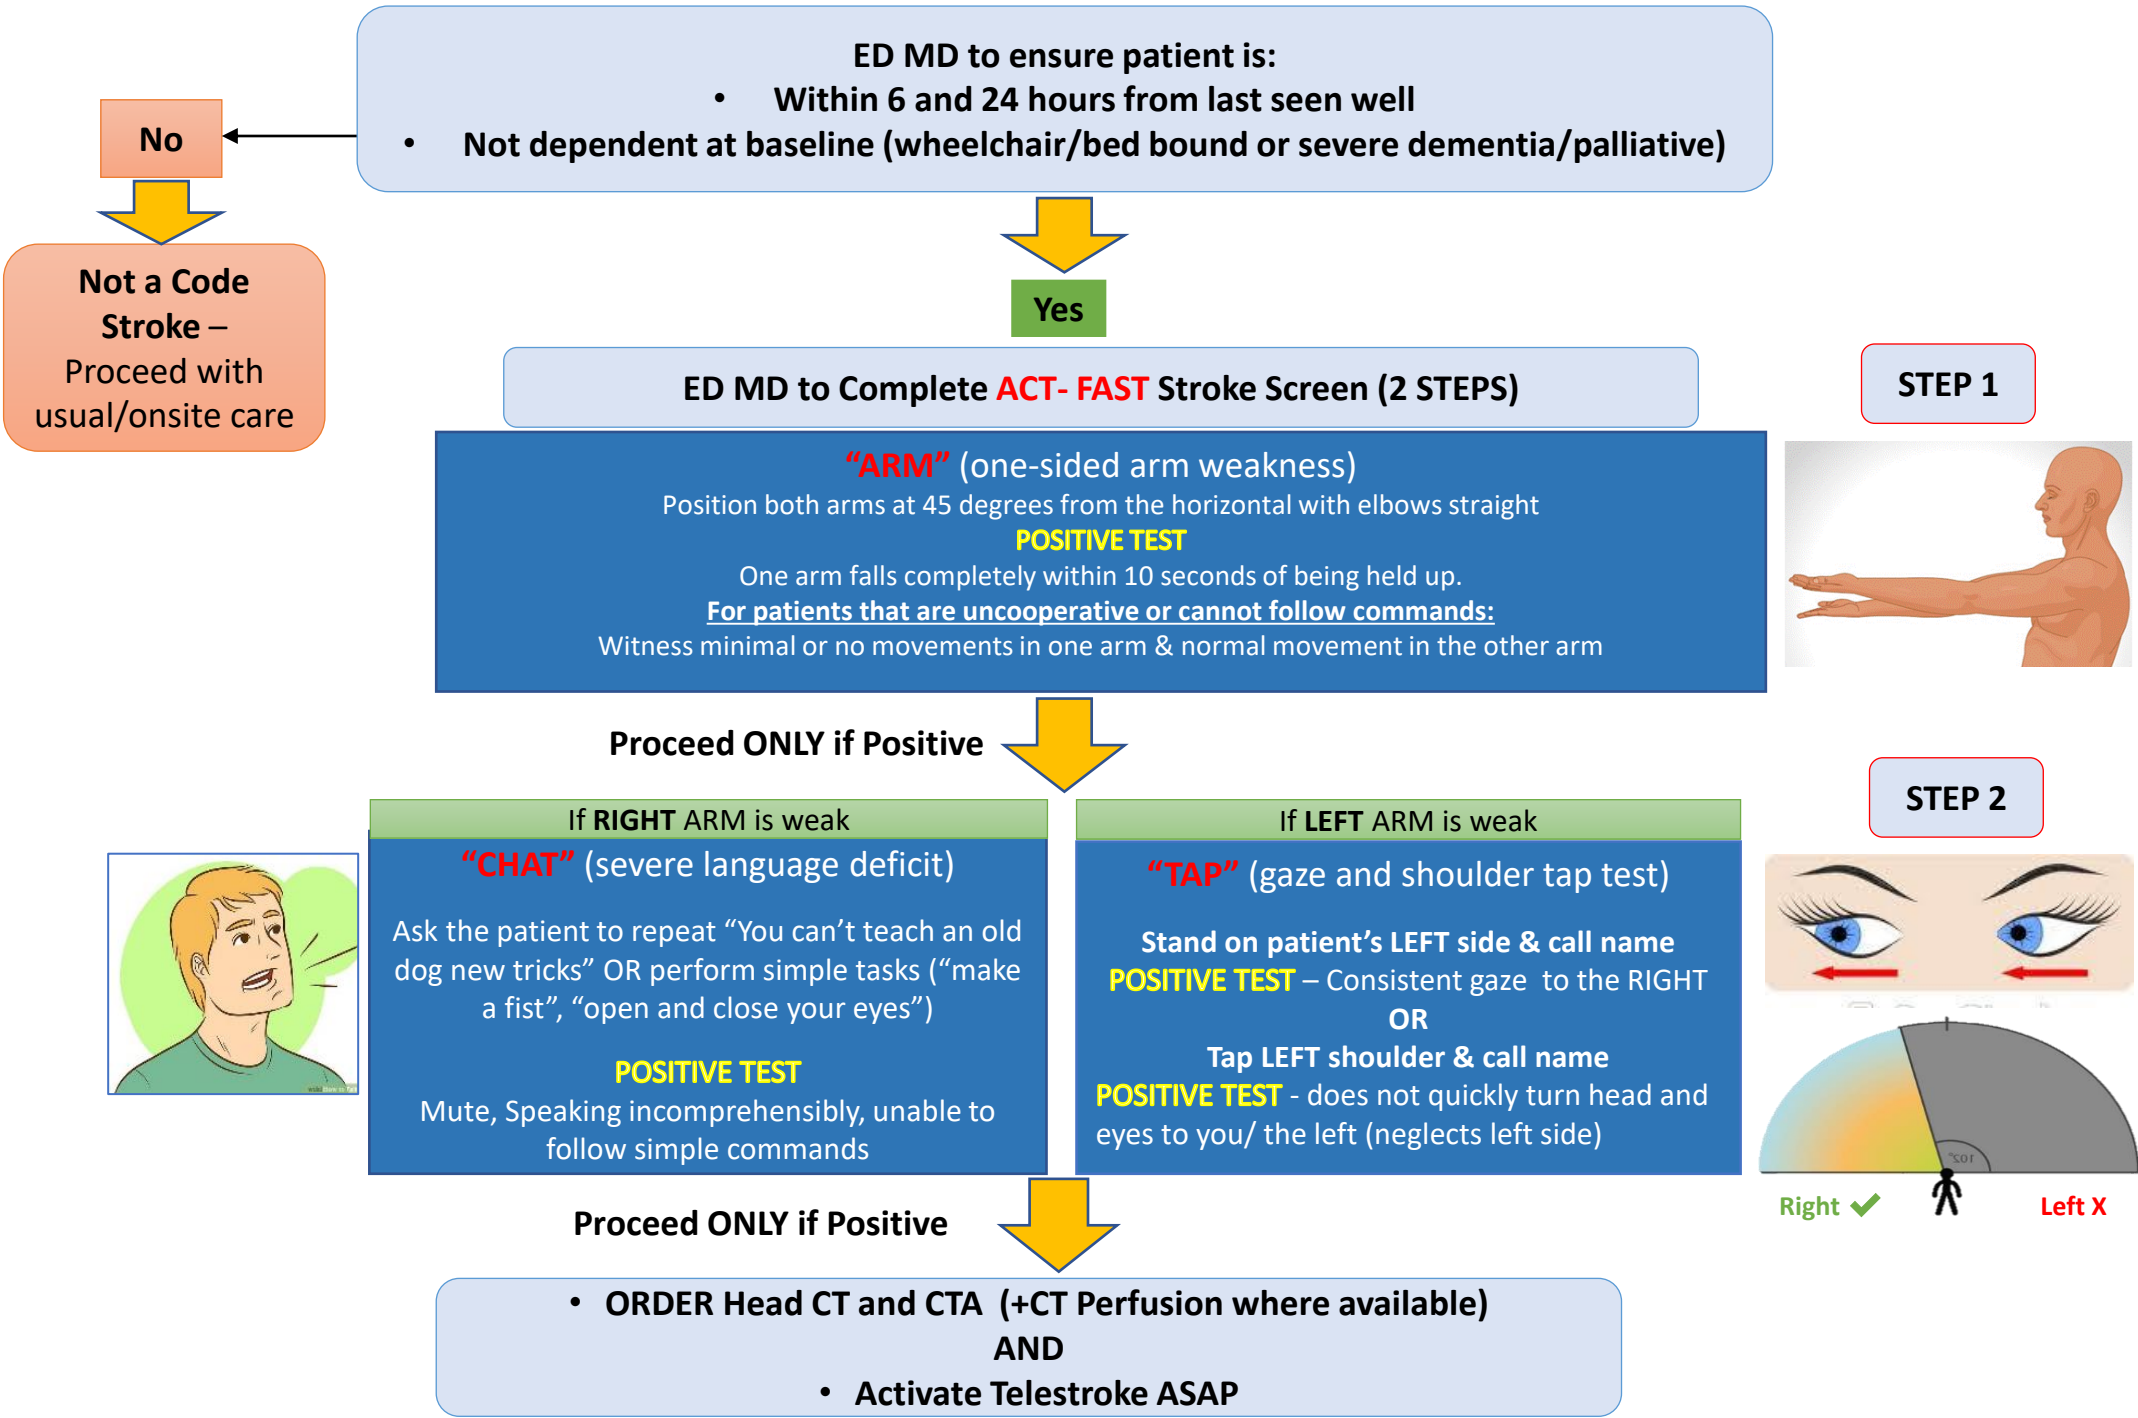 ED MD to ensure patient is:
• Within 6 and 24 hours from last seen well
• Not dependent at baseline (wheelchair/bed bound or severe dementia/palliative)
No
Not a Code
Stroke –
Proceed with
usual/onsite care
Yes
ED MD to Complete ACT- FAST Stroke Screen (2 STEPS)
STEP 1
“ARM” (one-sided arm weakness)
Position both arms at 45 degrees from the horizontal with elbows straight
POSITIVE TEST
One arm falls completely within 10 seconds of being held up.
For patients that are uncooperative or cannot follow commands:
Witness minimal or no movements in one arm & normal movement in the other arm
Proceed ONLY if Positive
STEP 2
If RIGHT ARM is weak
“CHAT” (severe language deficit)
Ask the patient to repeat “You can’t teach an old
dog new tricks” OR perform simple tasks (“make
a fist”, “open and close your eyes”)
POSITIVE TEST
Mute, Speaking incomprehensibly, unable to
follow simple commands
If LEFT ARM is weak
“TAP” (gaze and shoulder tap test)
Stand on patient’s LEFT side & call name
POSITIVE TEST – Consistent gaze to the RIGHT
OR
Tap LEFT shoulder & call name
POSITIVE TEST - does not quickly turn head and
eyes to you/ the left (neglects left side)
102°
Right ✓
Left X
Proceed ONLY if Positive
• ORDER Head CT and CTA (+CT Perfusion where available)
AND
• Activate Telestroke ASAP